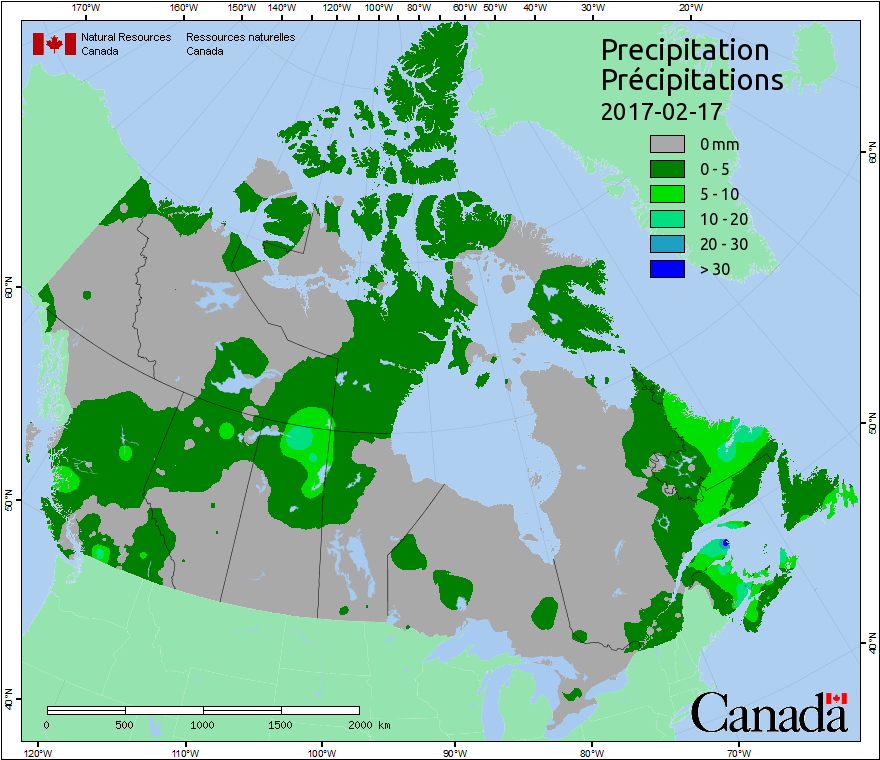 170°W 160°W 150°W 140°W 120°W 100°W 80°W 60°W 50°W 40°W 30°W 20°W
Natural Resources Ressources naturelles
Canada Canada
Precipitation
Précipitations
2017-02-17
0 mm
0 - 5
5 - 10
10 - 20
20 - 30
> 30
60°N
60°N
50°N
50°N
40°N
40°N
0 500 1000 1500 2000 km
Canada
120°W 110°W 100°W 90°W 80°W 70°W